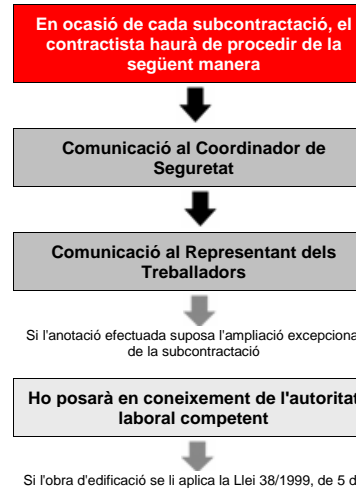 En ocasió de cada subcontractació, el
contractista haurà de procedir de la
següent manera
Comunicació al Coordinador de
Seguretat
Comunicació al Representant dels
Treballadors
Si l'anotació efectuada suposa l'ampliació excepciona
de la subcontractació
Ho posarà en coneixement de l'autoritat
laboral competent
Si l'obra d'edificació se li aplica la Llei 38/1999, de 5 d